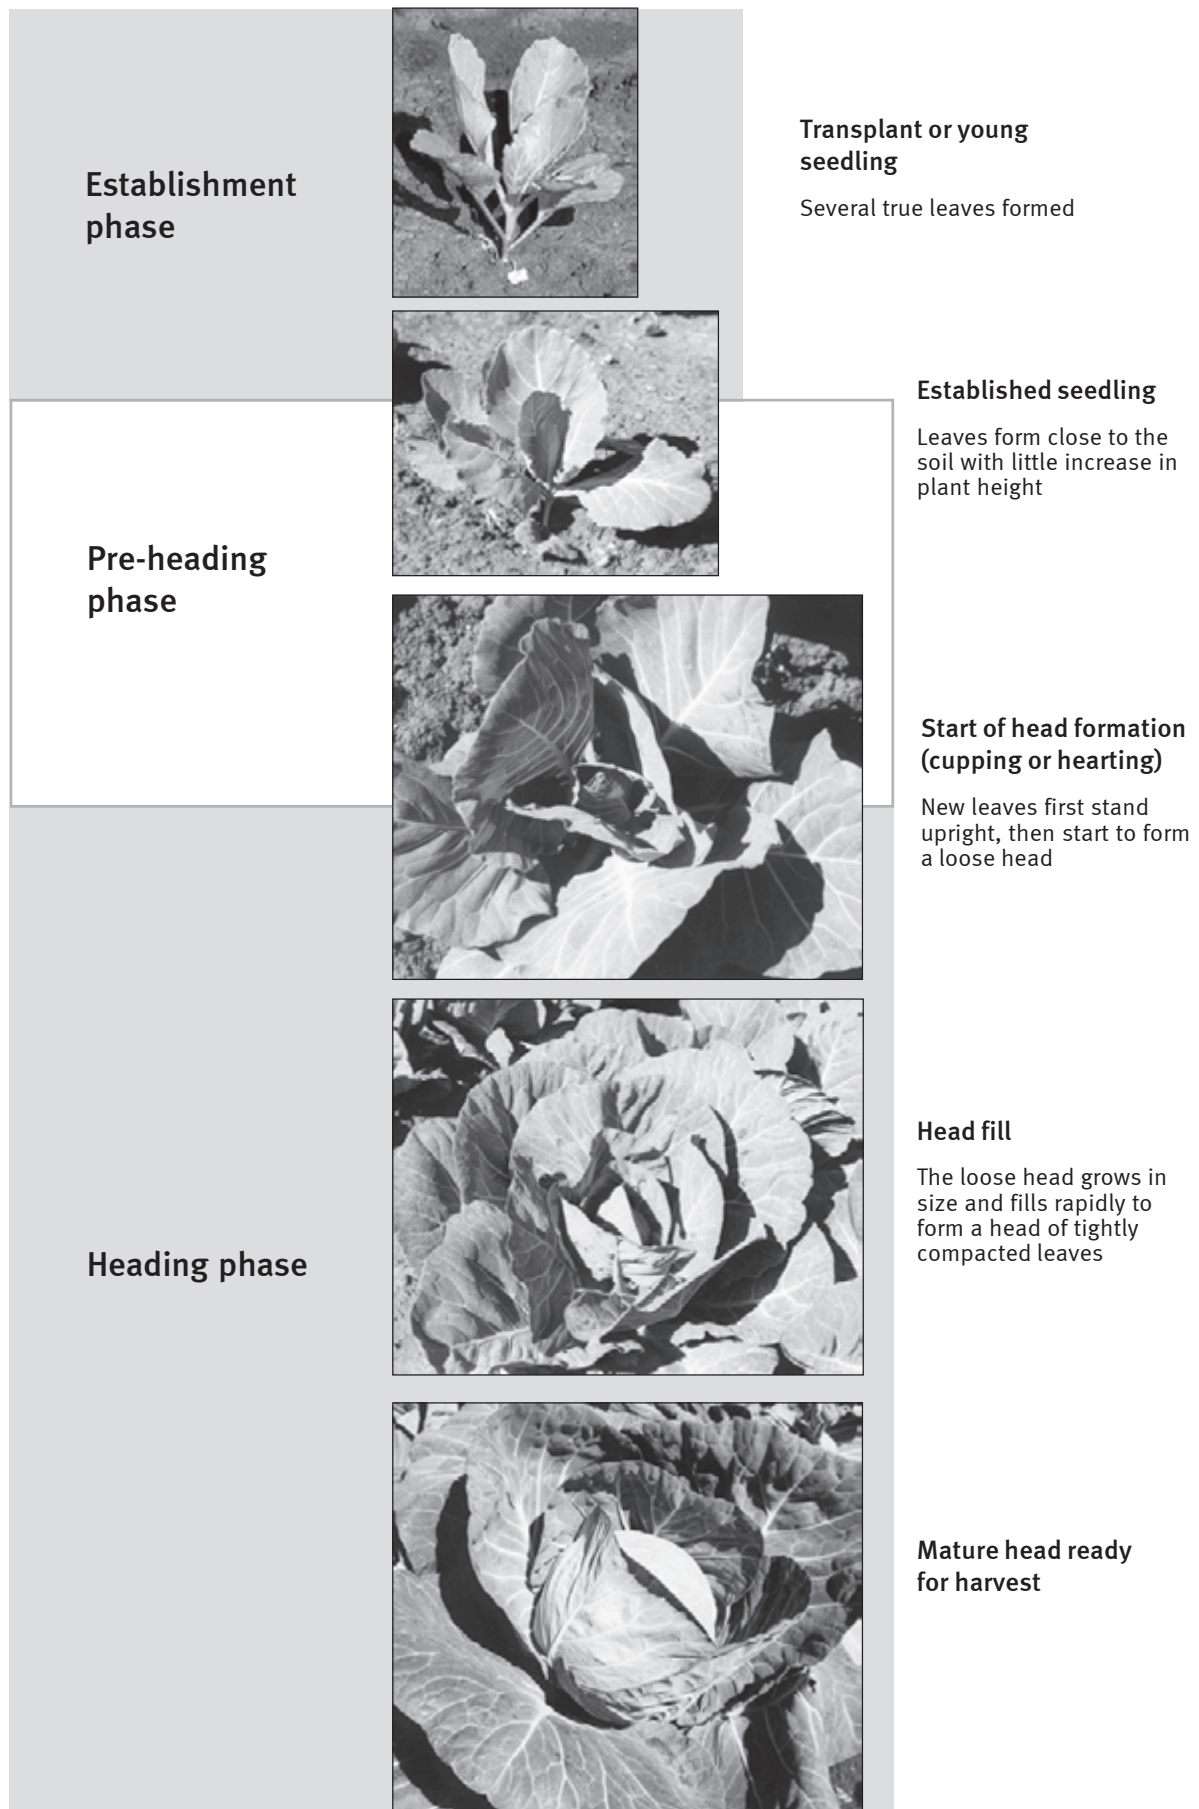 Establishment
phase
Transplant or young
seedling
Several true leaves formed
Established seedling
Leaves form close to the
soil with little increase in
plant height
Pre-heading
phase
Start of head formation
(cupping or hearting)
New leaves first stand
upright, then start to form
a loose head
Head fill
The loose head grows in
size and fills rapidly to
form a head of tightly
compacted leaves
Heading phase
Mature head ready
for harvest